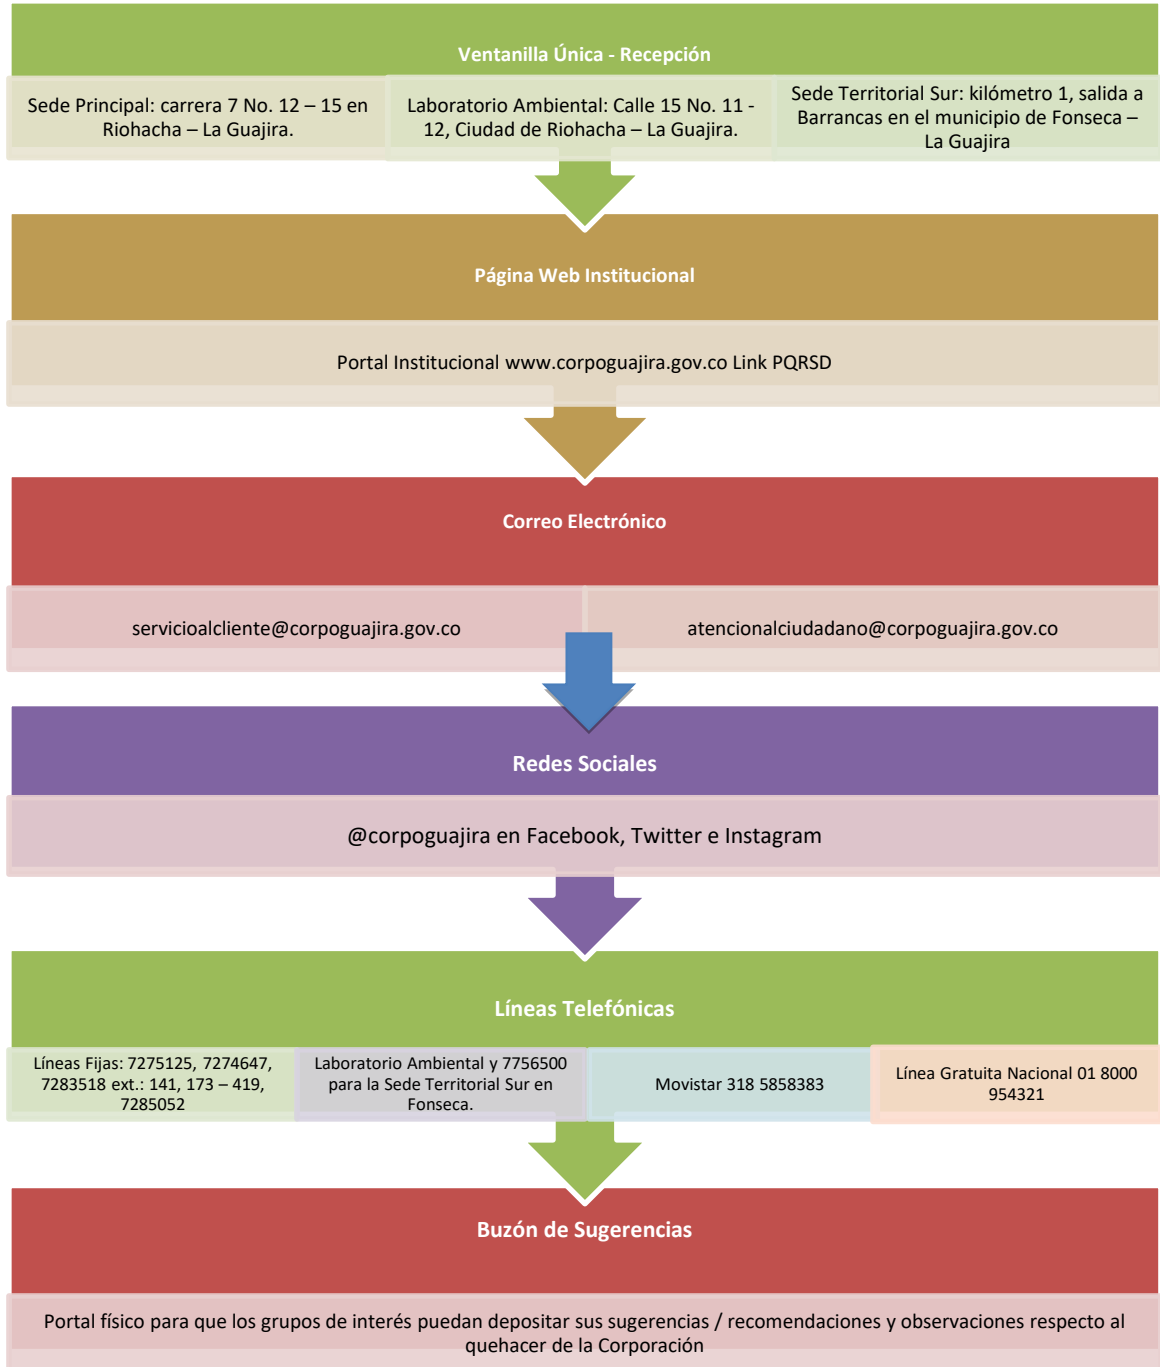 Ventanilla Única - Recepción
Sede Principal: carrera 7 No. 12 – 15 en
Riohacha – La Guajira.
Laboratorio Ambiental: Calle 15 No. 11 -
12, Ciudad de Riohacha – La Guajira.
Sede Territorial Sur: kilómetro 1, salida a
Barrancas en el municipio de Fonseca –
La Guajira
Página Web Institucional
Portal Institucional www.corpoguajira.gov.co Link PQRSD
Correo Electrónico
servicioalcliente@corpoguajira.gov.co
atencionalciudadano@corpoguajira.gov.co
Redes Sociales
@corpoguajira en Facebook, Twitter e Instagram
Líneas Telefónicas
Líneas Fijas: 7275125, 7274647,
7283518 ext.: 141, 173 – 419,
7285052
Laboratorio Ambiental y 7756500
para la Sede Territorial Sur en
Fonseca.
Movistar 318 5858383
Línea Gratuita Nacional 01 8000
954321
Buzón de Sugerencias
Portal físico para que los grupos de interés puedan depositar sus sugerencias / recomendaciones y observaciones respecto al
quehacer de la Corporación